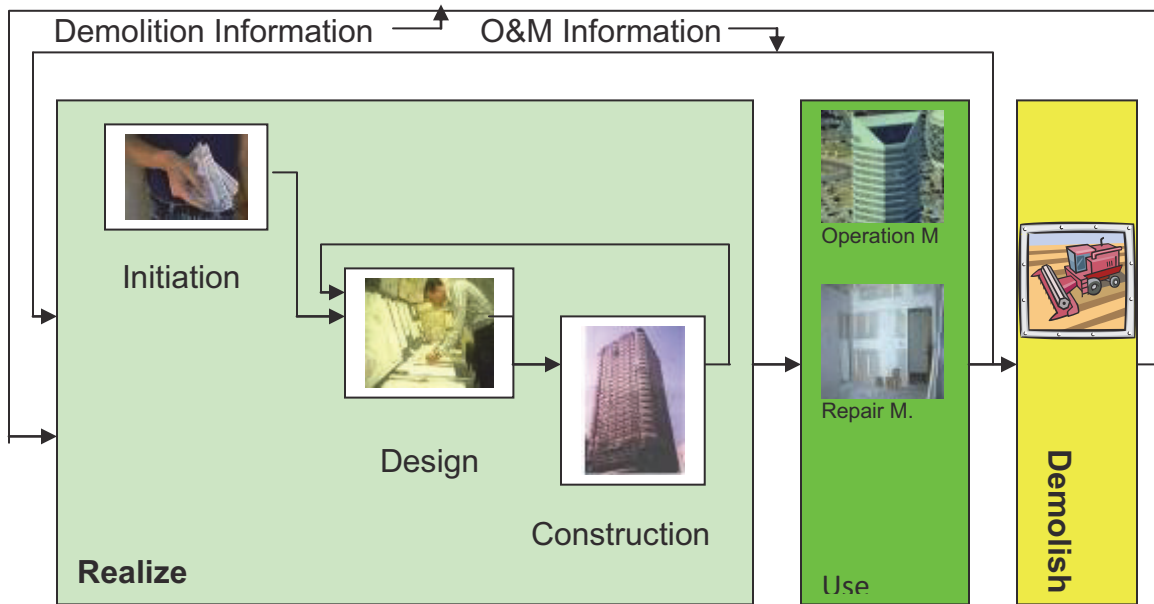 Demolition Information
O&M Information
Initiation
Design
Construction
Realize
Operation M
Repair M.
Use
Demolish